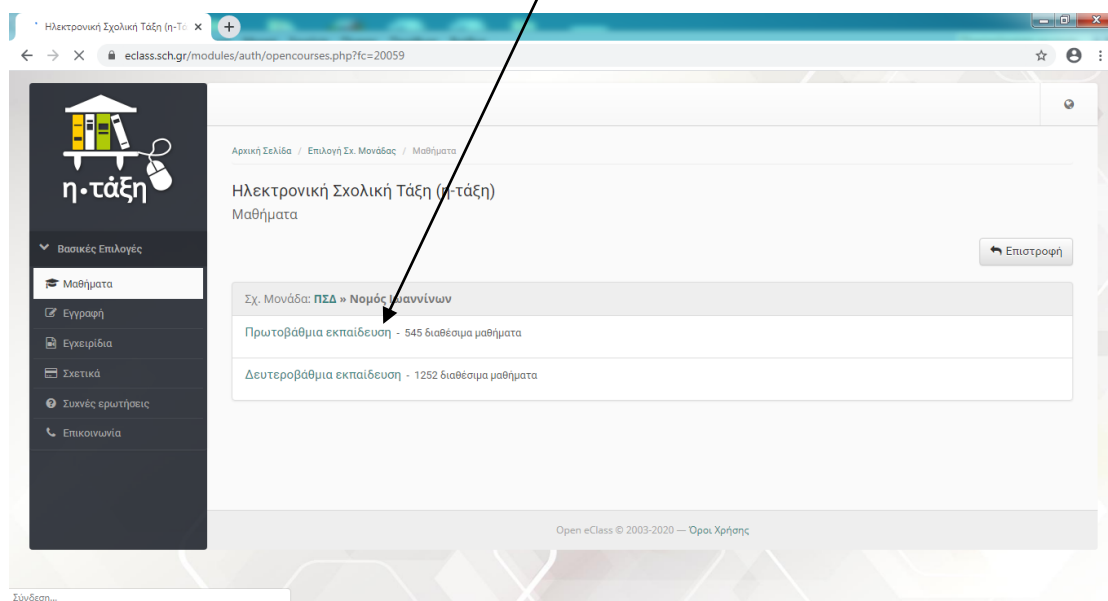 Ηλεκτρονική Σχολική Τάξη (η-Τά
eclass.sch.gr/modules/auth/opencourses.php?fc=20059
η•τάξη
Αρχική Σελίδα / Επιλογή Σχ. Μονάδας / Μαθήματα
Ηλεκτρονική Σχολική Τάξη (η-τάξη)
Μαθήματα
Βασικές Επιλογές
Επιστροφή
Μαθήματα
Εγγραφή
Εγχειρίδια
Σχετικά
Συχνές ερωτήσεις
Επικοινωνία
Σχ. Μονάδα: ΠΣΔ » Νομός Ιωαννίνων
Πρωτοβάθμια εκπαίδευση - 545 διαθέσιμα μαθήματα
Δευτεροβάθμια εκπαίδευση - 1252 διαθέσιμα μαθήματα
Open eClass © 2003-2020 — Όροι Χρήσης
Σύνδεση...